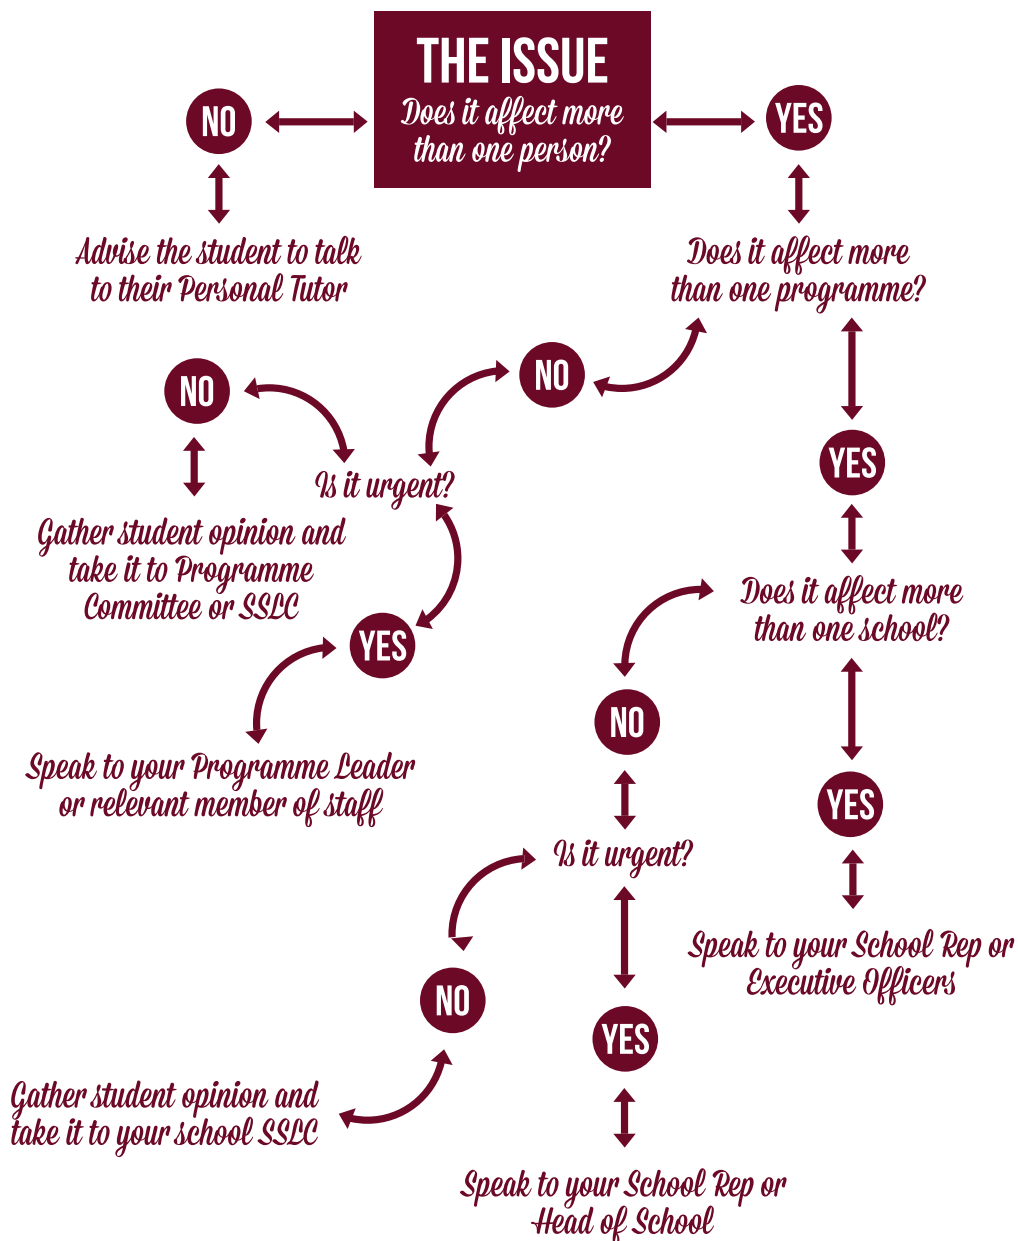 THE ISSUE
Does it affect more
than one person?
NO
YES
Advise the student to talk
to their Personal Tutor
Does it affect more
than one programme?
NO
NO
YES
Is it urgent?
Gather student opinion and
take it to Programme
Committee or SSLC
Does it affect more
than one school?
YES
NO
Speak to your Programme Leader
or relevant member of staff
YES
Is it urgent?
Speak to your School Rep or
Executive Officers
NO
YES
Gather student opinion and
take it to your school SSLC
Speak to your School Rep or
Head of School